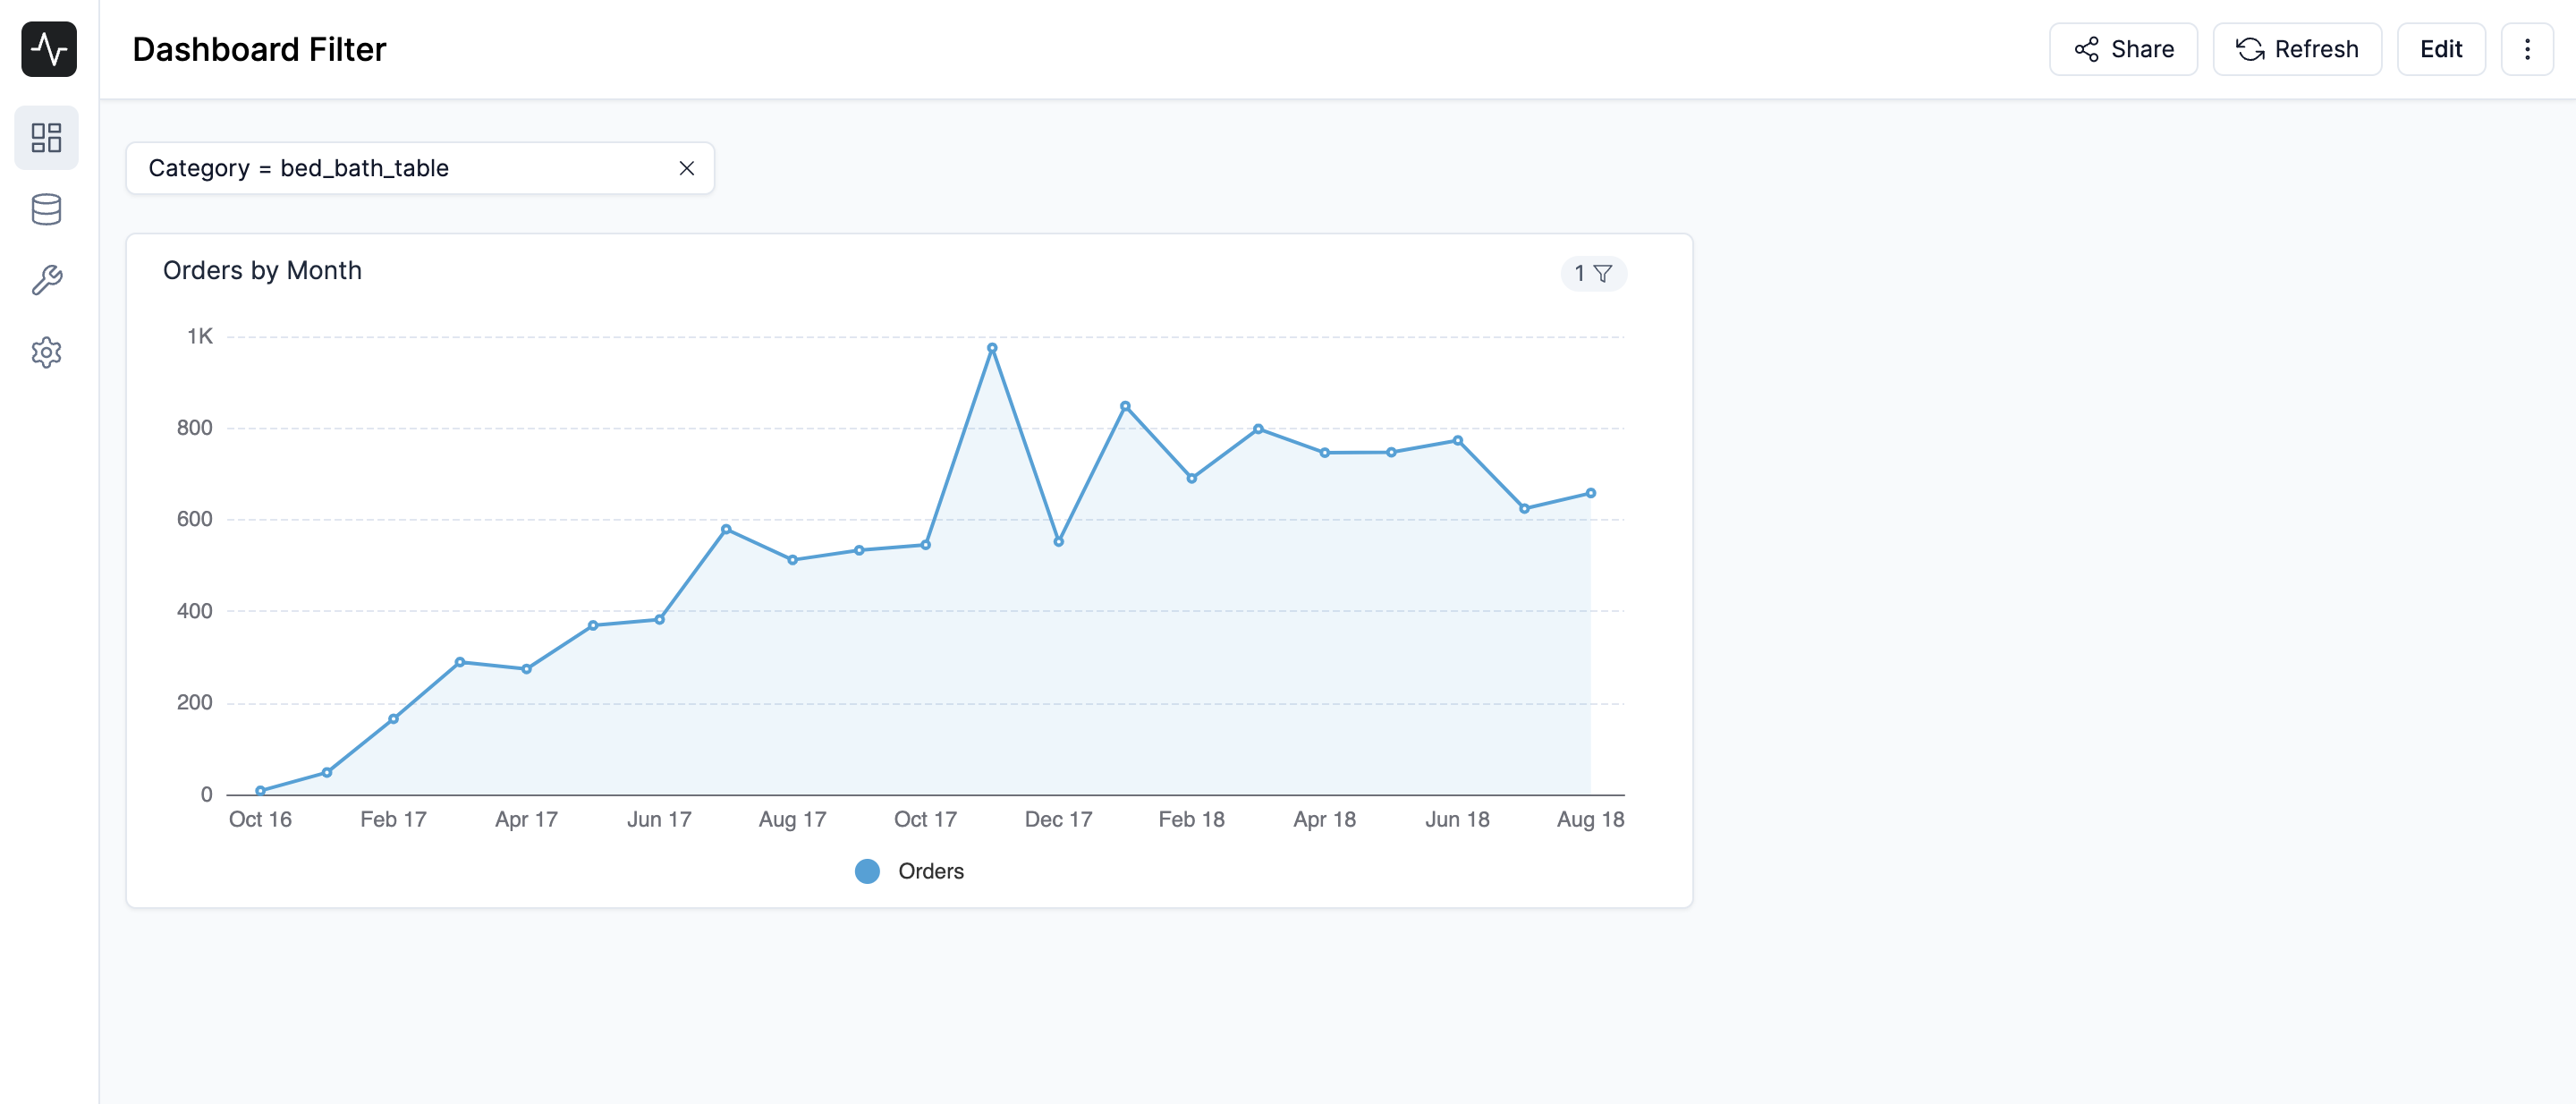 Dashboard Filter
Share
Refresh
Edit
Category = bed_bath_table
Orders by Month
1
1K
800
600
400
200
0
Oct 16 Feb 17 Apr 17 Jun 17 Aug 17 Oct 17 Dec 17 Feb 18 Apr 18 Jun 18 Aug 18
Orders